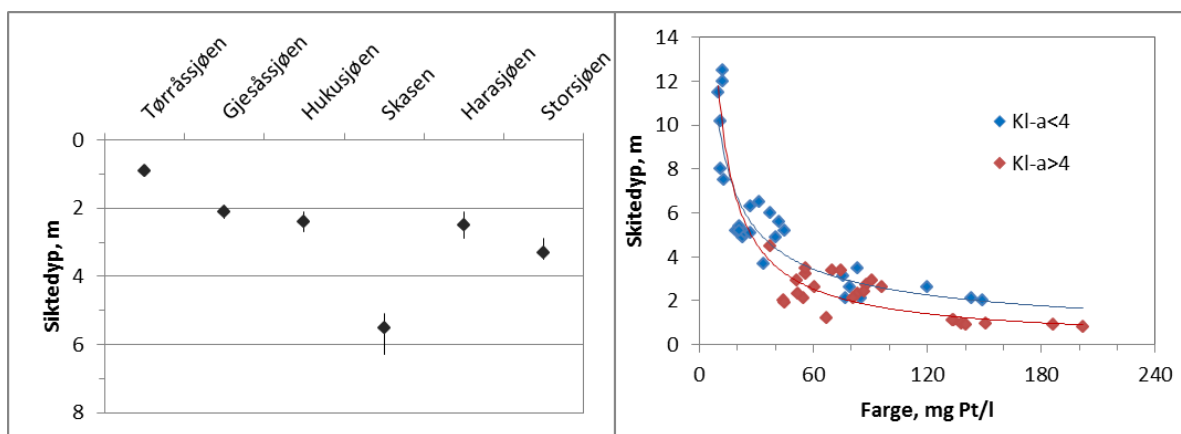 Tørråssjøen
Gjesåssjøen
Hukusjøen
Skasen
Harasjøen
Storsjøen
0
2
4
6
8
Siktedyp, m
14
12
10
8
6
4
2
0
Skitedyp, m
Kl-a<4
Kl-a>4
0 60 120 180 240
Farge, mg Pt/l